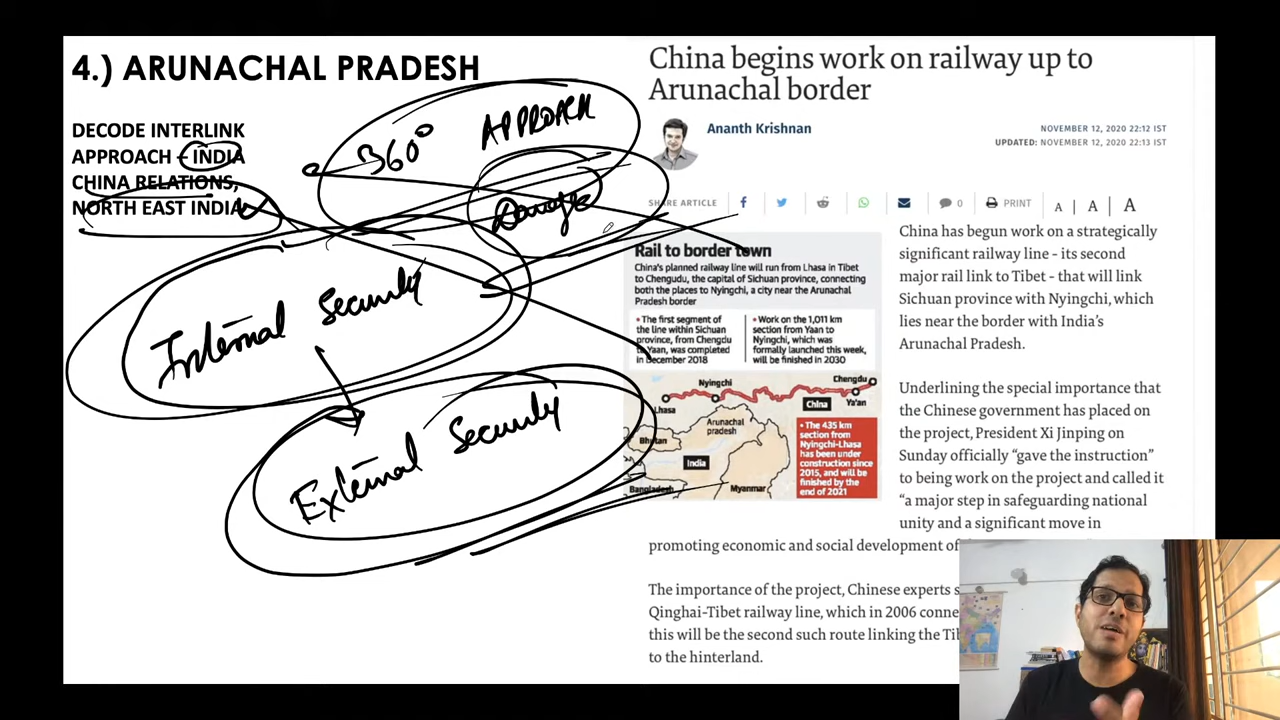 4.) ARUNACHAL PRADESH
DECODE INTERLINK
APPROACH – INDIA
CHINA RELATIONS,
NORTH EAST INDIA
360° APPROACH
Internal Security
External Security
China begins work on railway up to
Arunachal border
Ananth Krishnan
NOVEMBER 12, 2020 22:12 IST
UPDATED: NOVEMBER 12, 2020 22:13 IST
SHARE ARTICLE
0
PRINT
A | A | A
Rail to border town
China's planned railway line will run from Lhasa in Tibet
to Chengudu, the capital of Sichuan province, connecting
both the places to Nyingchi, a city near the Arunachal
Pradesh border
• The first segment of
the line within Sichuan
province, from Chengdu
to Yaan, was completed
in December 2018
• Work on the 1,011 km
section from Yaan to
Nyingchi, which was
formally launched this week,
will be finished in 2030
Lhasa
Nyingchi
Chengdu
Ya'an
China
Arunachal
pradesh
Bhutan
India
Bangladesh
Myanmar
• The 435 km
section from
Nyingchi-Lhasa
has been under
construction since
2015, and will be
finished by the
end of 2021
China has begun work on a strategically
significant railway line - its second
major rail link to Tibet - that will link
Sichuan province with Nyingchi, which
lies near the border with India's
Arunachal Pradesh.
Underlining the special importance that
the Chinese government has placed on
the project, President Xi Jinping on
Sunday officially “gave the instruction”
to being work on the project and called it
“a major step in safeguarding national
unity and a significant move in
promoting economic and social development of
The importance of the project, Chinese experts
Qinghai-Tibet railway line, which in 2006
this will be the second such route linking the
to the hinterland.